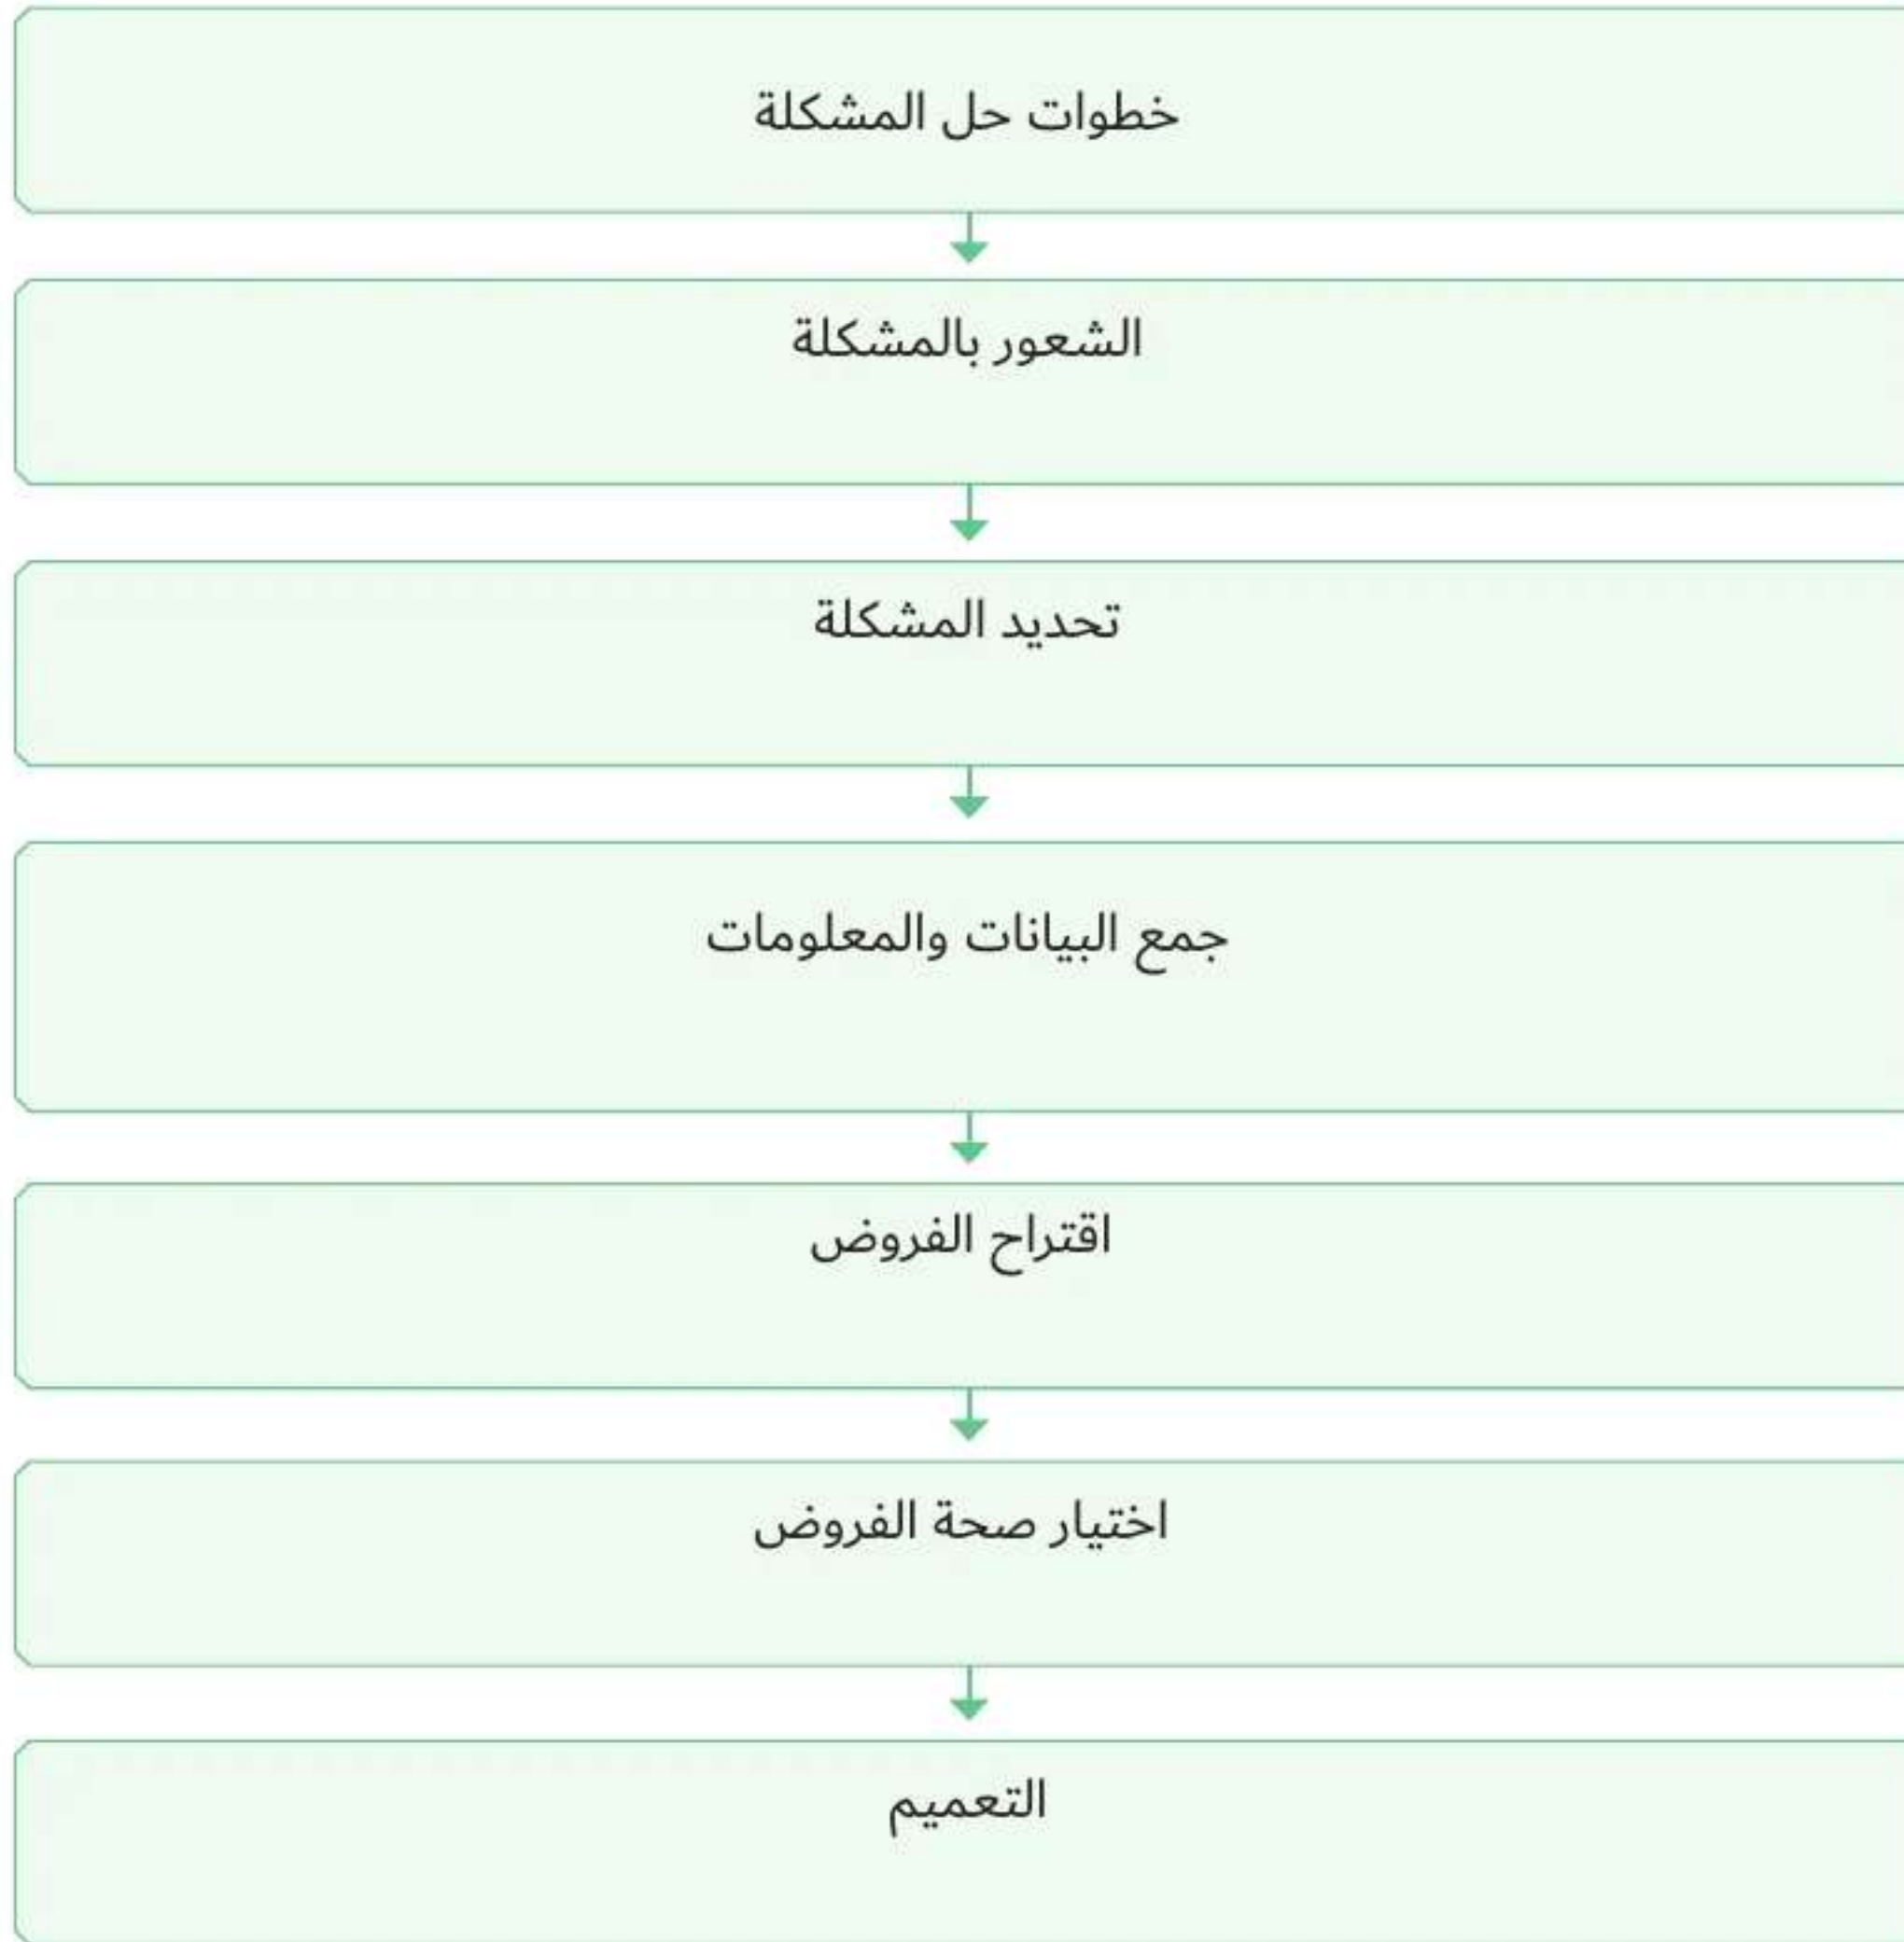 خطوات حل المشكلة
الشعور بالمشكلة
تحديد المشكلة
جمع البيانات والمعلومات
اقتراح الفروض
اختيار صحة الفروض
التعميم